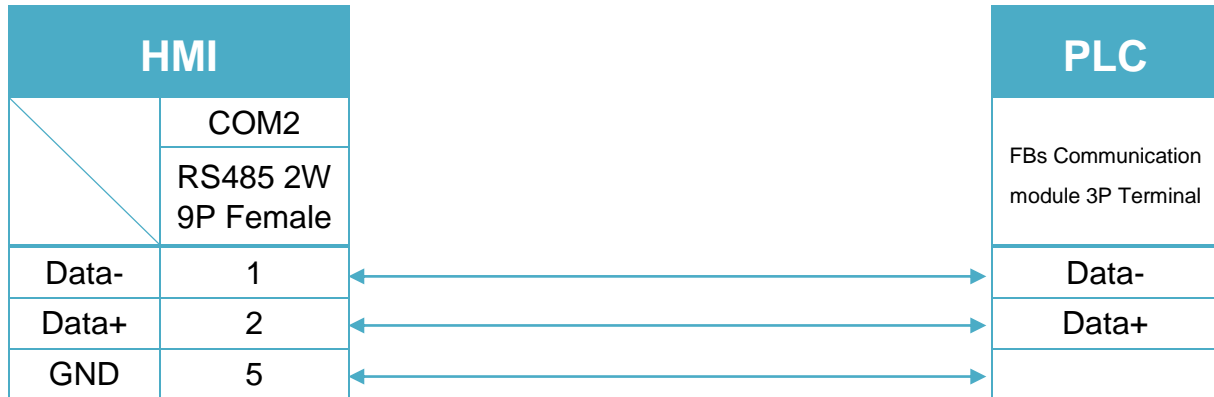 HMI
PLC
COM2
RS485 2W
9P Female
FBs Communication
module 3P Terminal
Data- 1 Data-
Data+ 2 Data+
GND 5